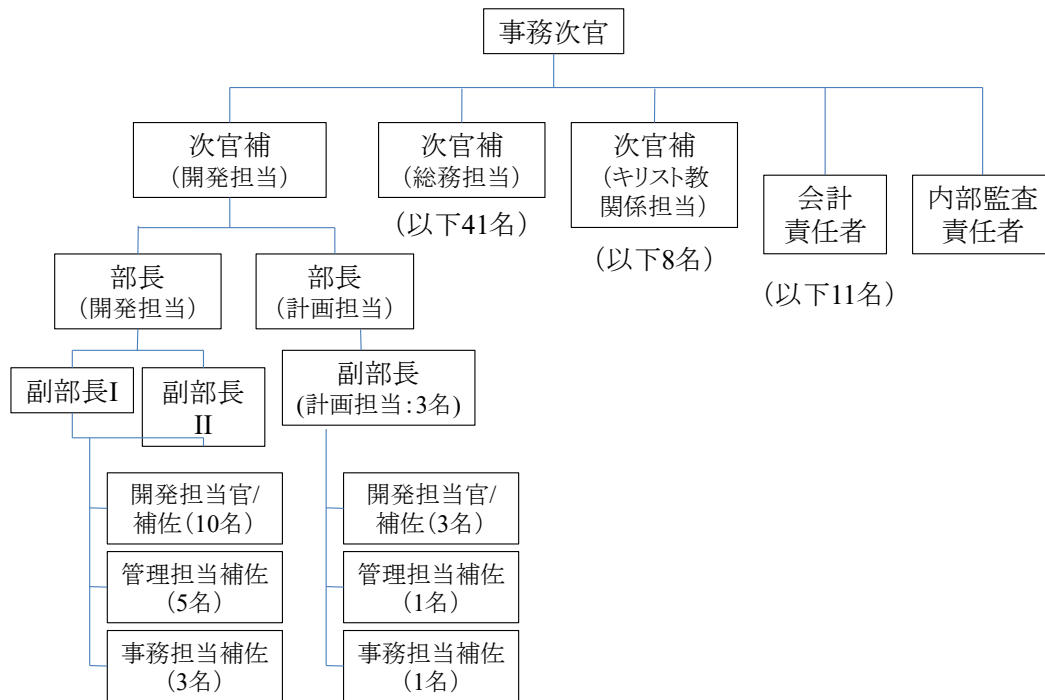 事務次官
次官補
(開発担当)
次官補
(総務担当)
(以下41名)
次官補
(キリスト教
関係担当)
(以下8名)
会計
責任者
(以下11名)
内部監査
責任者
部長
(開発担当)
部長
(計画担当)
副部長I
副部長
II
副部長
(計画担当:3名)
開発担当官/
補佐(10名)
管理担当補佐
(5名)
事務担当補佐
(3名)
開発担当官/
補佐(3名)
管理担当補佐
(1名)
事務担当補佐
(1名)